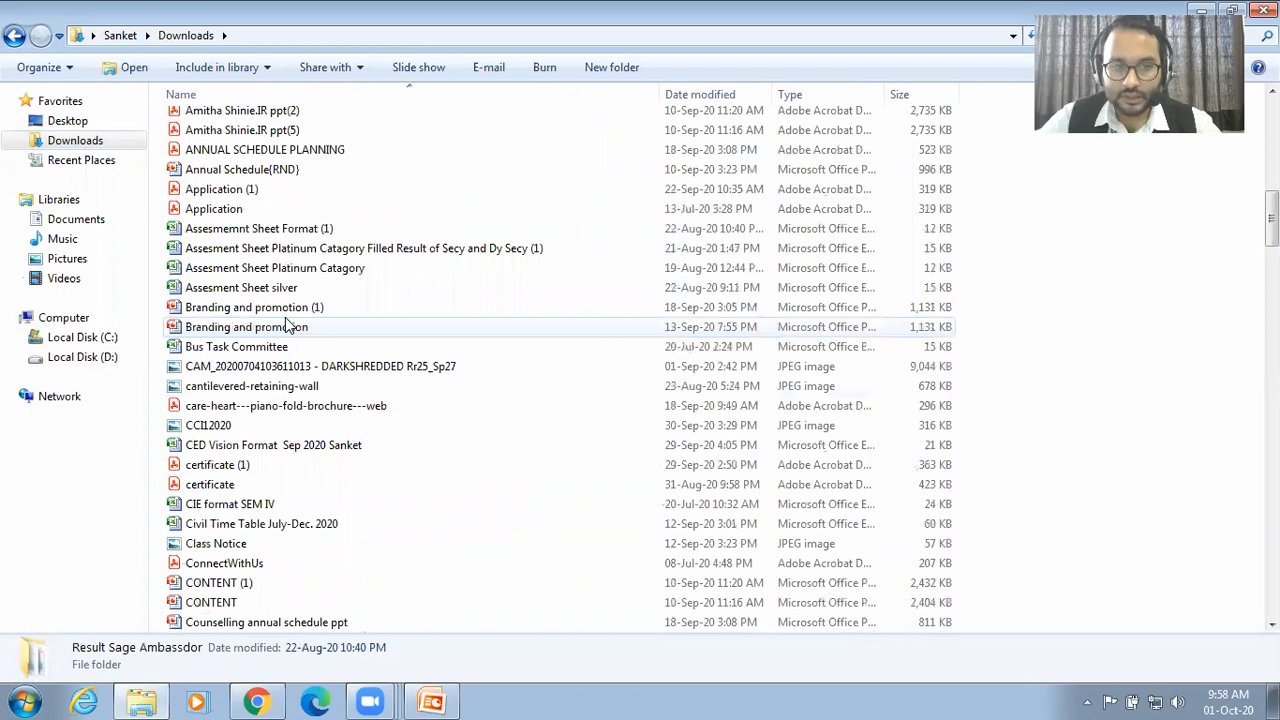 Sanket Downloads
Organize Open Include in library Share with Slide show E-mail Burn New folder
Favorites
Desktop
Downloads
Recent Places
Libraries
Documents
Music
Pictures
Videos
Computer
Local Disk (C:)
Local Disk (D:)
Network
Name Date modified Type Size
Amitha Shinie.IR ppt(2) 10-Sep-20 11:20 AM Adobe Acrobat D... 2,735 KB
Amitha Shinie.IR ppt(5) 10-Sep-20 11:16 AM Adobe Acrobat D... 2,735 KB
ANNUAL SCHEDULE PLANNING 18-Sep-20 3:08 PM Adobe Acrobat D... 523 KB
Annual Schedule{RND} 10-Sep-20 3:23 PM Microsoft Office P... 996 KB
Application (1) 22-Sep-20 10:35 AM Adobe Acrobat D... 319 KB
Application 13-Jul-20 3:28 PM Adobe Acrobat D... 319 KB
Assesmemnt Sheet Format (1) 22-Aug-20 10:40 P... Microsoft Office E... 12 KB
Assesment Sheet Platinum Catagory Filled Result of Secy and Dy Secy (1) 21-Aug-20 1:47 PM Microsoft Office E... 15 KB
Assesment Sheet Platinum Catagory 19-Aug-20 12:44 P... Microsoft Office E... 12 KB
Assesment Sheet silver 22-Aug-20 9:11 PM Microsoft Office E... 15 KB
Branding and promotion (1) 18-Sep-20 3:05 PM Microsoft Office P... 1,131 KB
Branding and promotion 13-Sep-20 7:55 PM Microsoft Office P... 1,131 KB
Bus Task Committee 20-Jul-20 2:24 PM Microsoft Office E... 15 KB
CAM_20200704103611013 - DARKSHREDDED Rr25_Sp27 01-Sep-20 2:42 PM JPEG image 9,044 KB
cantilevered-retaining-wall 23-Aug-20 5:24 PM JPEG image 678 KB
care-heart---piano-fold-brochure---web 18-Sep-20 9:49 AM Adobe Acrobat D... 296 KB
CCI12020 30-Sep-20 3:29 PM JPEG image 316 KB
CED Vision Format Sep 2020 Sanket 29-Sep-20 4:05 PM Microsoft Office E... 21 KB
certificate (1) 29-Sep-20 2:50 PM Adobe Acrobat D... 363 KB
certificate 31-Aug-20 9:58 PM Adobe Acrobat D... 423 KB
CIE format SEM IV 20-Jul-20 10:32 AM Microsoft Office E... 24 KB
Civil Time Table July-Dec. 2020 12-Sep-20 3:01 PM Microsoft Office E... 60 KB
Class Notice 12-Sep-20 3:23 PM JPEG image 57 KB
ConnectWithUs 08-Jul-20 4:48 PM Adobe Acrobat D... 207 KB
CONTENT (1) 10-Sep-20 11:20 AM Microsoft Office P... 2,432 KB
CONTENT 10-Sep-20 11:16 AM Microsoft Office P... 2,404 KB
Counselling annual schedule ppt 18-Sep-20 3:08 PM Microsoft Office P... 811 KB
Result Sage Ambassdor Date modified: 22-Aug-20 10:40 PM
File folder
9:58 AM
01-Oct-20